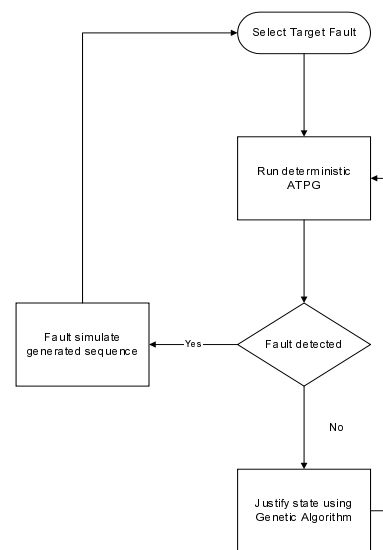 Select Target Fault
Run deterministic
ATPG
Fault simulate
generated sequence
Yes
Fault detected
No
Justify state using
Genetic Algorithm